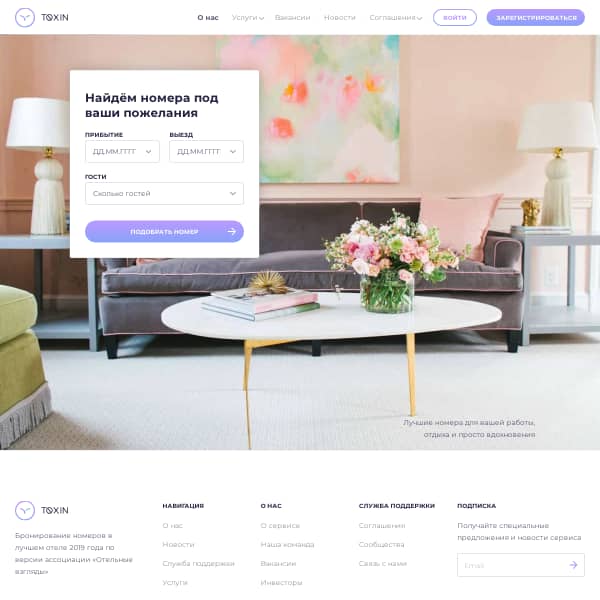 TOXIN
О нас
Услуги
Вакансии
Новости
Соглашения
ВОЙТИ
ЗАРЕГИСТРИРОВАТЬСЯ
Найдём номера под
ваши пожелания
ПРИБЫТИЕ
ВЫЕЗД
ДД.ММ.ГГГГ
ДД.ММ.ГГГГ
ГОСТИ
Сколько гостей
ПОДОБРАТЬ НОМЕР
Лучшие номера для вашей работы,
отдыха и просто вдохновения
TOXIN
Бронирование номеров в
лучшем отеле 2019 года по
версии ассоциации «Отельные
взгляды»
НАВИГАЦИЯ
О нас
Новости
Служба поддержки
Услуги
О НАС
О сервисе
Наша команда
Вакансии
Инвесторы
СЛУЖБА ПОДДЕРЖКИ
Соглашения
Сообщества
Связь с нами
ПОДПИСКА
Получайте специальные
предложения и новости сервиса
Email